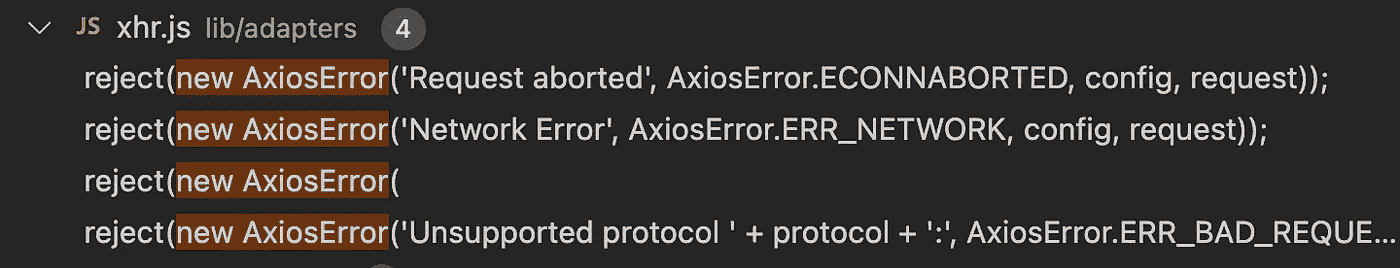 JS xhr.js lib/adapters 4
reject(new AxiosError('Request aborted', AxiosError.ECONNABORTED, config, request));
reject(new AxiosError('Network Error', AxiosError.ERR_NETWORK, config, request));
reject(new AxiosError(
reject(new AxiosError('Unsupported protocol ' + protocol + ':', AxiosError.ERR_BAD_REQUE...